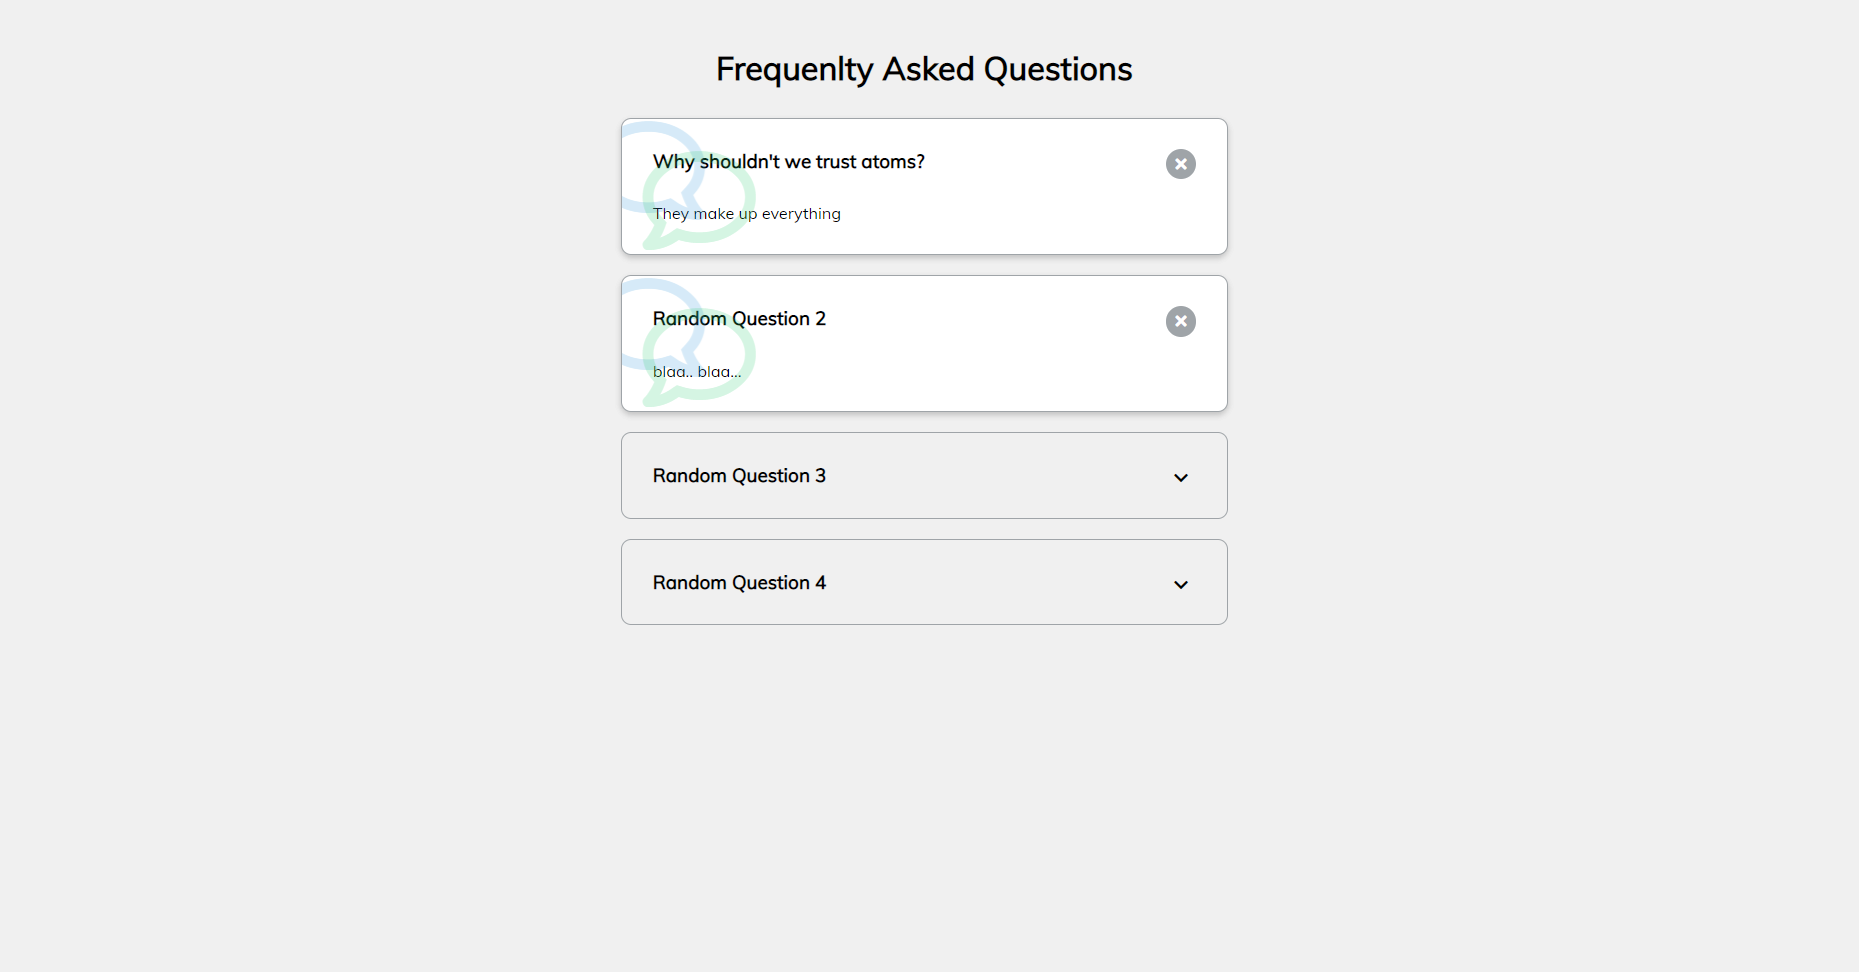 Frequenlty Asked Questions
Why shouldn't we trust atoms?
They make up everything
Random Question 2
blaa.. blaa...
Random Question 3
Random Question 4